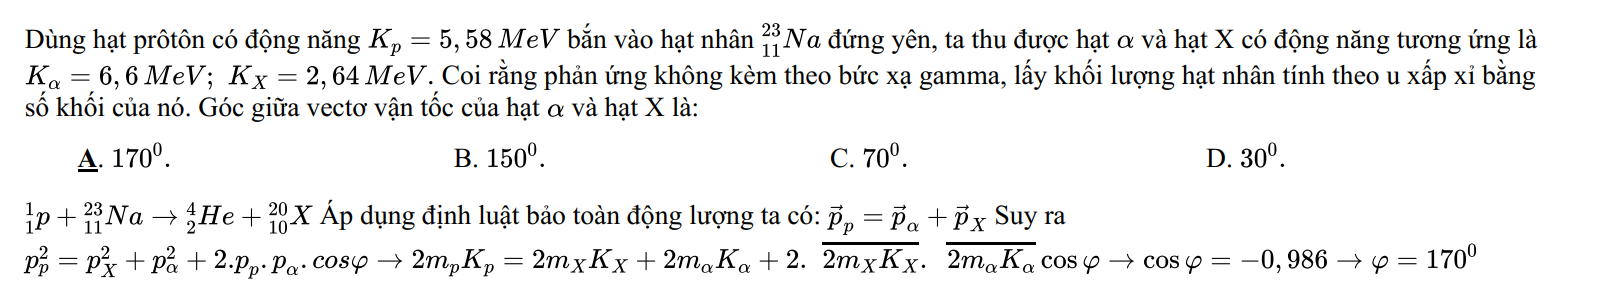 Dùng hạt prôtôn có động năng $K_p = 5,58\ MeV$ bắn vào hạt nhân $^{23}_{11}Na$ đứng yên, ta thu được hạt $\alpha$ và hạt X có động năng tương ứng là
$K_\alpha = 6,6\ MeV;\ K_X = 2,64\ MeV$. Coi rằng phản ứng không kèm theo bức xạ gamma, lấy khối lượng hạt nhân tính theo u xấp xỉ bằng
số khối của nó. Góc giữa vectơ vận tốc của hạt $\alpha$ và hạt X là:
A. $170^0$. B. $150^0$. C. $70^0$. D. $30^0$.
$^1_1p + ^{23}_{11}Na \rightarrow ^4_2He + ^{20}_{10}X$ Áp dụng định luật bảo toàn động lượng ta có: $\vec{p}_p = \vec{p}_\alpha + \vec{p}_X$ Suy ra
$p_p^2 = p_X^2 + p_\alpha^2 + 2.p_p.p_\alpha.cos\varphi \rightarrow 2m_pK_p = 2m_XK_X + 2m_\alpha K_\alpha + 2.\ \overline{2m_XK_X}.\ \overline{2m_\alpha K_\alpha}\cos\varphi \rightarrow \cos\varphi = -0,986 \rightarrow \varphi = 170^0$